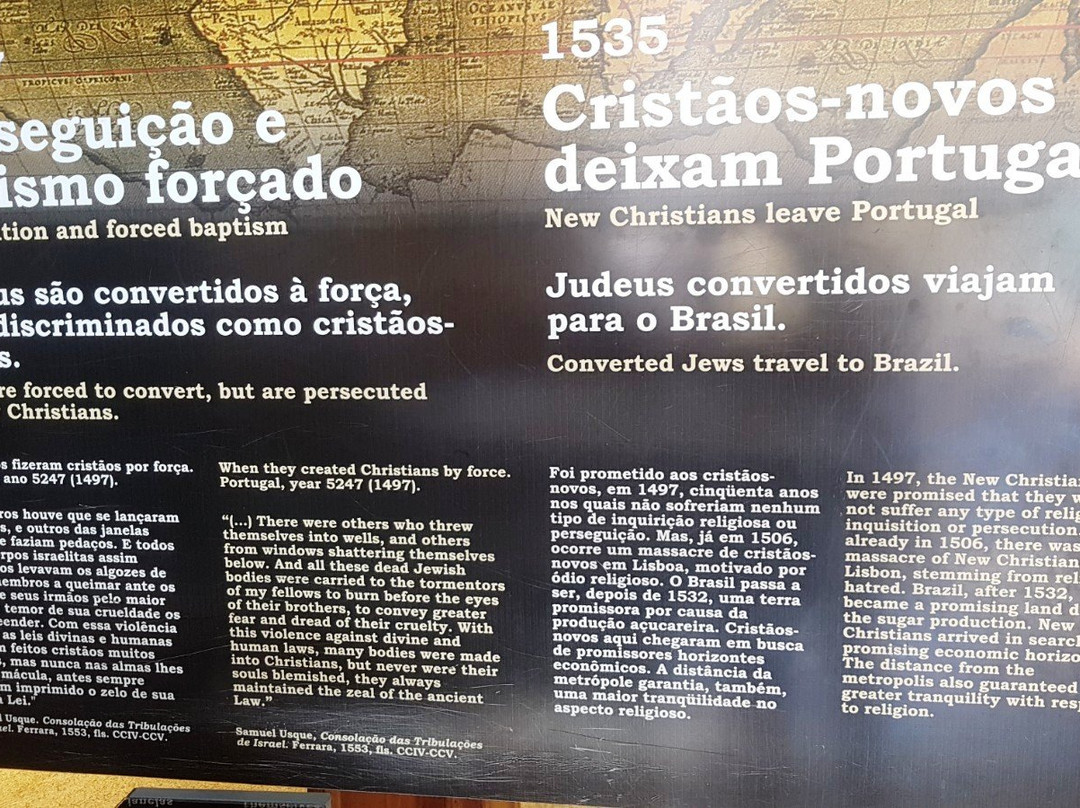 TROPICVS CAPRICORNI
1535
seguição e
ismo forçado
tion and forced baptism
us são convertidos à força,
discriminados como cristãos-
s.
re forced to convert, but are persecuted
Christians.
s fizeram cristãos por força.
ano 5247 (1497).
ros houve que se lançaram
s, e outros das janelas
e faziam pedaços. E todos
rpos israelitas assim
os levavam os algozes de
membros a queimar ante os
e seus irmãos pelo maior
temor de sua crueldade os
ender. Com essa violência
as leis divinas e humanas
m feitos cristãos muitos
, mas nunca nas almas lhes
mácula, antes sempre
m imprimido o zelo de sua
Lei."
l Usque. Consolação das Tribulações
el. Ferrara, 1553, fls. CCIV-CCV.
When they created Christians by force.
Portugal, year 5247 (1497).
“(...) There were others who threw
themselves into wells, and others
from windows shattering themselves
below. And all these dead Jewish
bodies were carried to the tormentors
of my fellows to burn before the eyes
of their brothers, to convey greater
fear and dread of their cruelty. With
this violence against divine and
human laws, many bodies were made
into Christians, but never were their
souls blemished, they always
maintained the zeal of the ancient
Law.”
Samuel Usque, Consolação das Tribulações
de Israel. Ferrara, 1553, fls. CCIV-CCV.
Cristãos-novos
deixam Portuga
New Christians leave Portugal
Judeus convertidos viajam
para o Brasil.
Converted Jews travel to Brazil.
Foi prometido aos cristãos-
novos, em 1497, cinqüenta anos
nos quais não sofreriam nenhum
tipo de inquirição religiosa ou
perseguição. Mas, já em 1506,
ocorre um massacre de cristãos-
novos em Lisboa, motivado por
ódio religioso. O Brasil passa a
ser, depois de 1532, uma terra
promissora por causa da
produção açucareira. Cristãos-
novos aqui chegaram em busca
de promissores horizontes
econômicos. A distância da
metrópole garantia, também,
uma maior tranqüilidade no
aspecto religioso.
In 1497, the New Christia
were promised that they w
not suffer any type of relig
inquisition or persecution
already in 1506, there was
massacre of New Christian
Lisbon, stemming from rel
hatred. Brazil, after 1532,
became a promising land d
the sugar production. New
Christians arrived in search
promising economic horizo
The distance from the
metropolis also guaranteed
greater tranquility with resp
to religion.
janelas